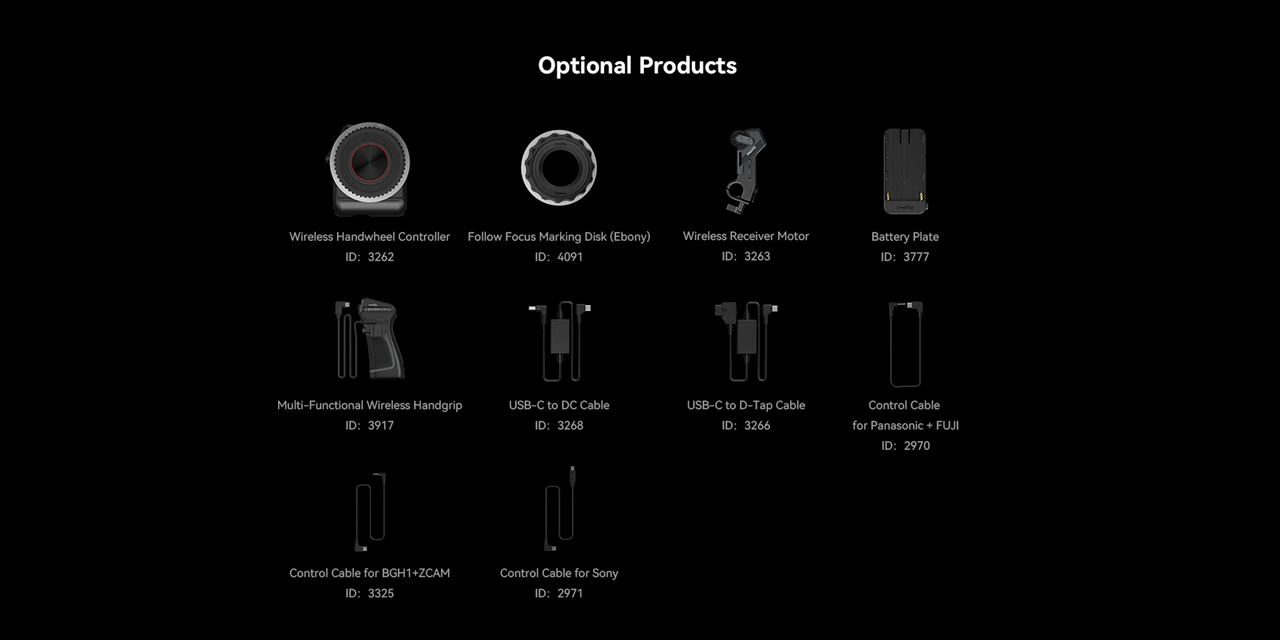 Optional Products
Wireless Handwheel Controller
ID: 3262
Follow Focus Marking Disk (Ebony)
ID: 4091
Wireless Receiver Motor
ID: 3263
Battery Plate
ID: 3777
Multi-Functional Wireless Handgrip
ID: 3917
USB-C to DC Cable
ID: 3268
USB-C to D-Tap Cable
ID: 3266
Control Cable
for Panasonic + FUJI
ID: 2970
Control Cable for BGH1+ZCAM
ID: 3325
Control Cable for Sony
ID: 2971